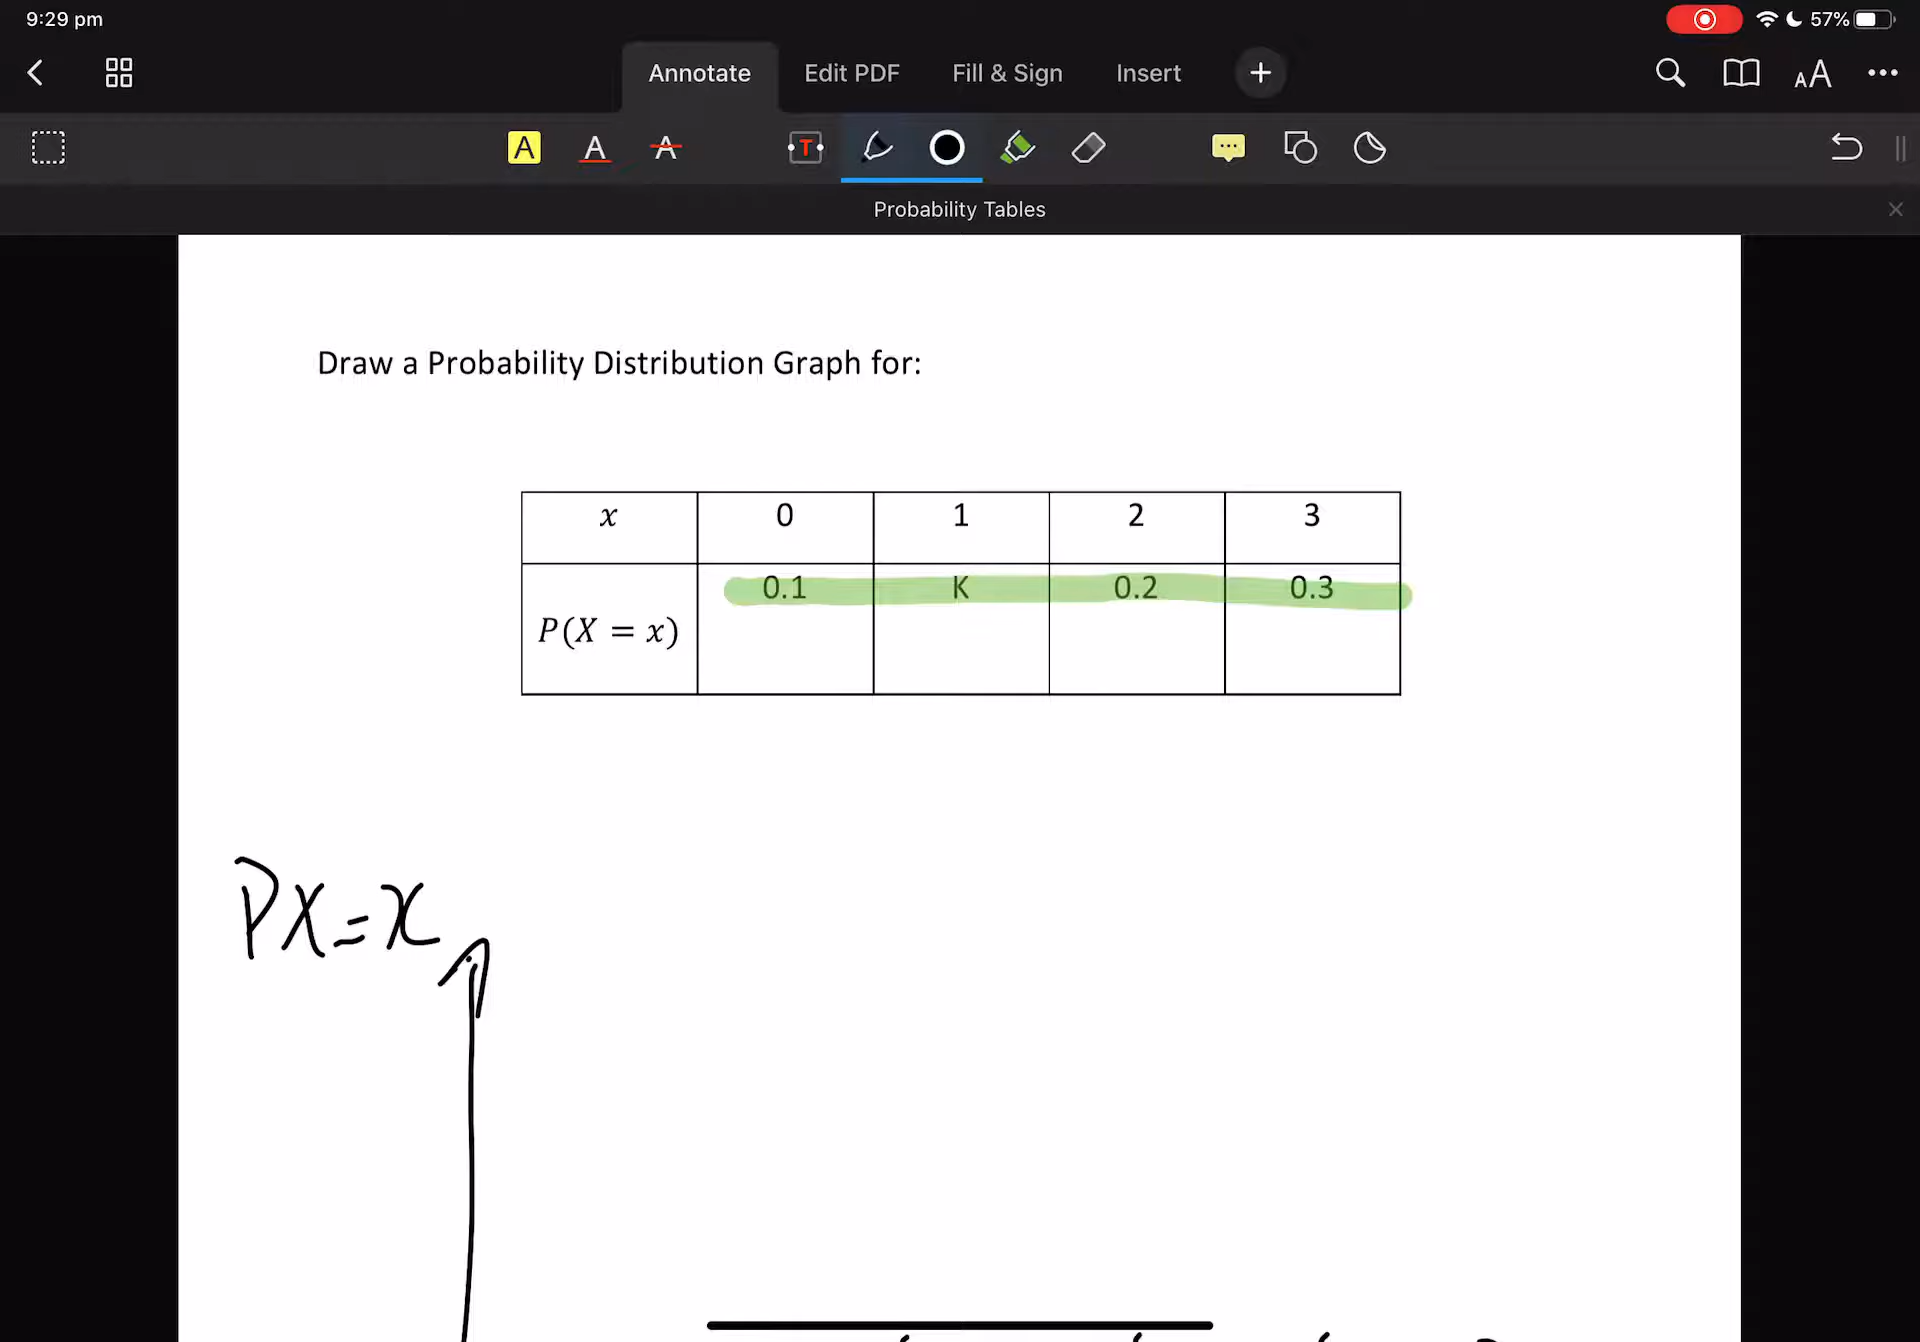 9:29 pm 57%
Annotate Edit PDF Fill & Sign Insert AA
A A A T
Probability Tables
Draw a Probability Distribution Graph for:
x 0 1 2 3
P(X = x) 0.1 K 0.2 0.3
PX=x